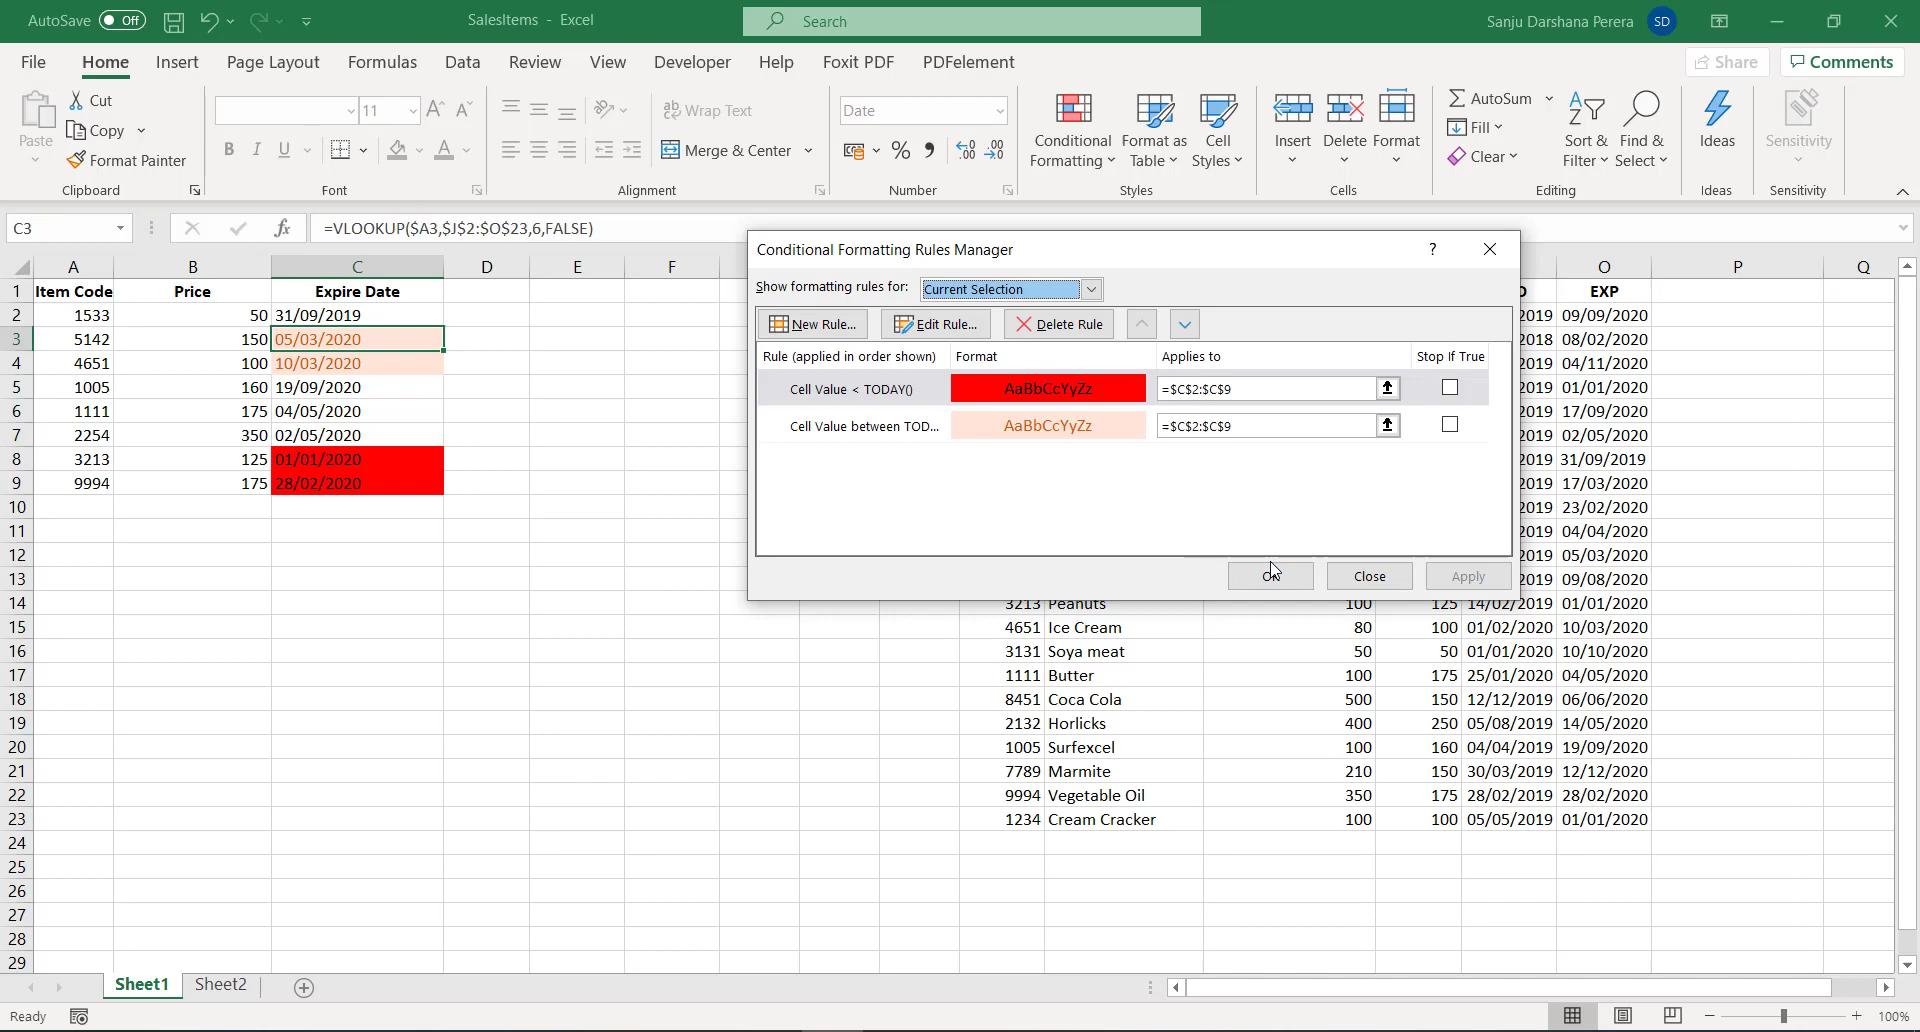 AutoSave Off SalesItems - Excel Search Sanju Darshana Perera SD
File Home Insert Page Layout Formulas Data Review View Developer Help Foxit PDF PDFelement Share Comments
Paste Cut Copy Format Painter Clipboard
11 B I U Font
Wrap Text Merge & Center Alignment
Date % Number
Conditional Formatting Format as Table Cell Styles Styles
Insert Delete Format Cells
AutoSum Fill Clear Sort & Filter Find & Select Editing
Ideas Ideas
Sensitivity Sensitivity
C3 fx =VLOOKUP($A3,$J$2:$O$23,6,FALSE)
Conditional Formatting Rules Manager ?
Show formatting rules for: Current Selection
New Rule... Edit Rule... Delete Rule
Rule (applied in order shown) Format Applies to Stop If True
Cell Value < TODAY() AaBbCcYyZz =$C$2:$C$9
Cell Value between TOD... AaBbCcYyZz =$C$2:$C$9
Close Apply
A B C D E F O P Q
1 Item Code Price Expire Date D EXP
2 1533 50 31/09/2019 2019 09/09/2020
3 5142 150 05/03/2020 2018 08/02/2020
4 4651 100 10/03/2020 2019 04/11/2020
5 1005 160 19/09/2020 2019 01/01/2020
6 1111 175 04/05/2020 2019 17/09/2020
7 2254 350 02/05/2020 2019 02/05/2020
8 3213 125 01/01/2020 2019 31/09/2019
9 9994 175 28/02/2020 2019 17/03/2020
10 2019 23/02/2020
11 2019 04/04/2020
12 2019 05/03/2020
13 2019 09/08/2020
14 3213 Peanuts 100 125 14/02/2019 01/01/2020
15 4651 Ice Cream 80 100 01/02/2020 10/03/2020
16 3131 Soya meat 50 50 01/01/2020 10/10/2020
17 1111 Butter 100 175 25/01/2020 04/05/2020
18 8451 Coca Cola 500 150 12/12/2019 06/06/2020
19 2132 Horlicks 400 250 05/08/2019 14/05/2020
20 1005 Surfexcel 100 160 04/04/2019 19/09/2020
21 7789 Marmite 210 150 30/03/2019 12/12/2020
22 9994 Vegetable Oil 350 175 28/02/2019 28/02/2020
23 1234 Cream Cracker 100 100 05/05/2019 01/01/2020
24
25
26
27
28
29
Sheet1 Sheet2
Ready 100%